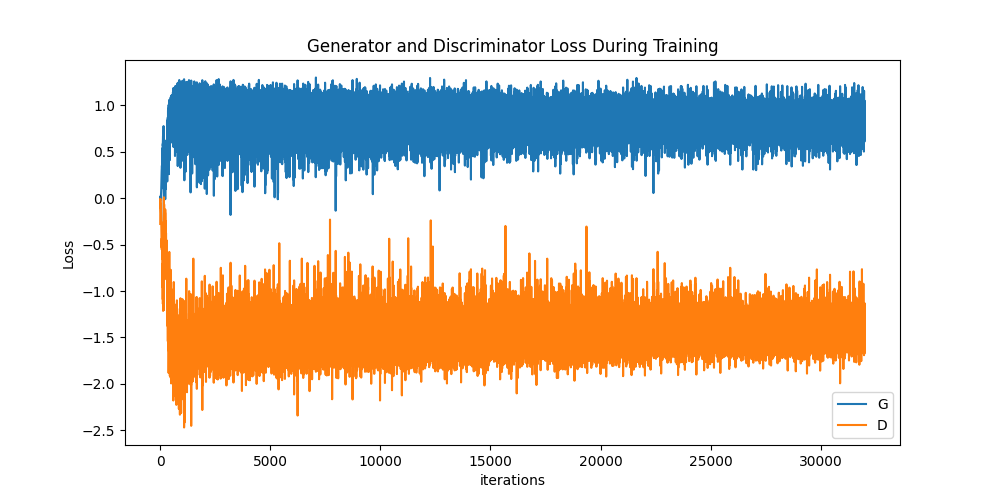 Generator and Discriminator Loss During Training
Loss
1.0
0.5
0.0
−0.5
−1.0
−1.5
−2.0
−2.5
G
D
0 5000 10000 15000 20000 25000 30000
iterations